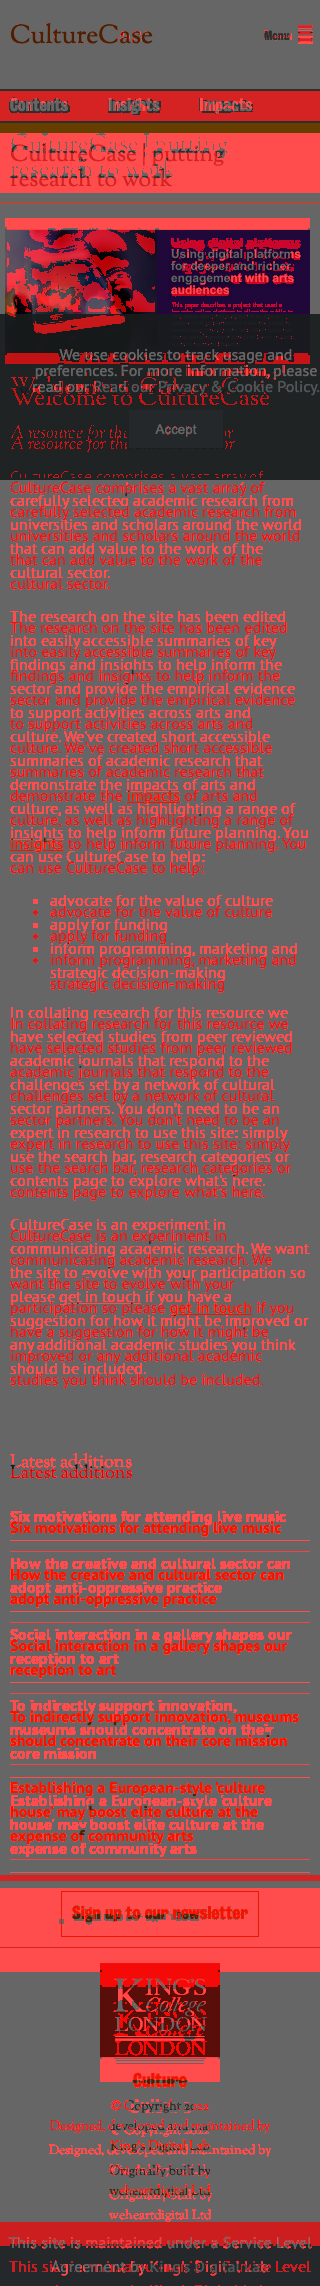 CultureCase
Menu
Contents Insights Impacts
CultureCase | putting
research to work
Using digital platforms
for deeper and richer
engagement with arts
audiences
We use cookies to track usage and
preferences. For more information, please
read our Privacy & Cookie Policy.
Welcome to CultureCase
A resource for the
Accept
CultureCase comprises a vast array of
carefully selected academic research from
universities and scholars around the world
that can add value to the work of the
cultural sector.
The research on the site has been edited
into easily accessible summaries of key
findings and insights to help inform the
sector and provide the empirical evidence
to support activities across arts and
culture. We've created short accessible
summaries of academic research that
demonstrate the impacts of arts and
culture, as well as highlighting a range of
insights to help inform future planning. You
can use CultureCase to help:
advocate for the value of culture
apply for funding
inform programming, marketing and
strategic decision-making
In collating research for this resource we
have selected studies from peer reviewed
academic journals that respond to the
challenges set by a network of cultural
sector partners. You don't need to be an
expert in research to use this site: simply
use the search bar, research categories or
contents page to explore what's here.
CultureCase is an experiment in
communicating academic research. We want
the site to evolve with your participation so
please get in touch if you have a
suggestion for how it might be improved or
any additional academic studies you think
should be included.
Latest additions
Six motivations for attending live music
How the creative and cultural sector can
adopt anti-oppressive practice
Social interaction in a gallery shapes our
reception to art
To indirectly support innovation,
museums should concentrate on their
core mission
Establishing a European-style 'culture
house' may boost elite culture at the
expense of community arts
Sign up to our newsletter
KING'S
College
LONDON
Culture
Designed, developed and maintained by
King's Digital Lab
Originally built by
weheartdigital Ltd
This site is maintained under a Service Level
Agreement by King's Digital Lab